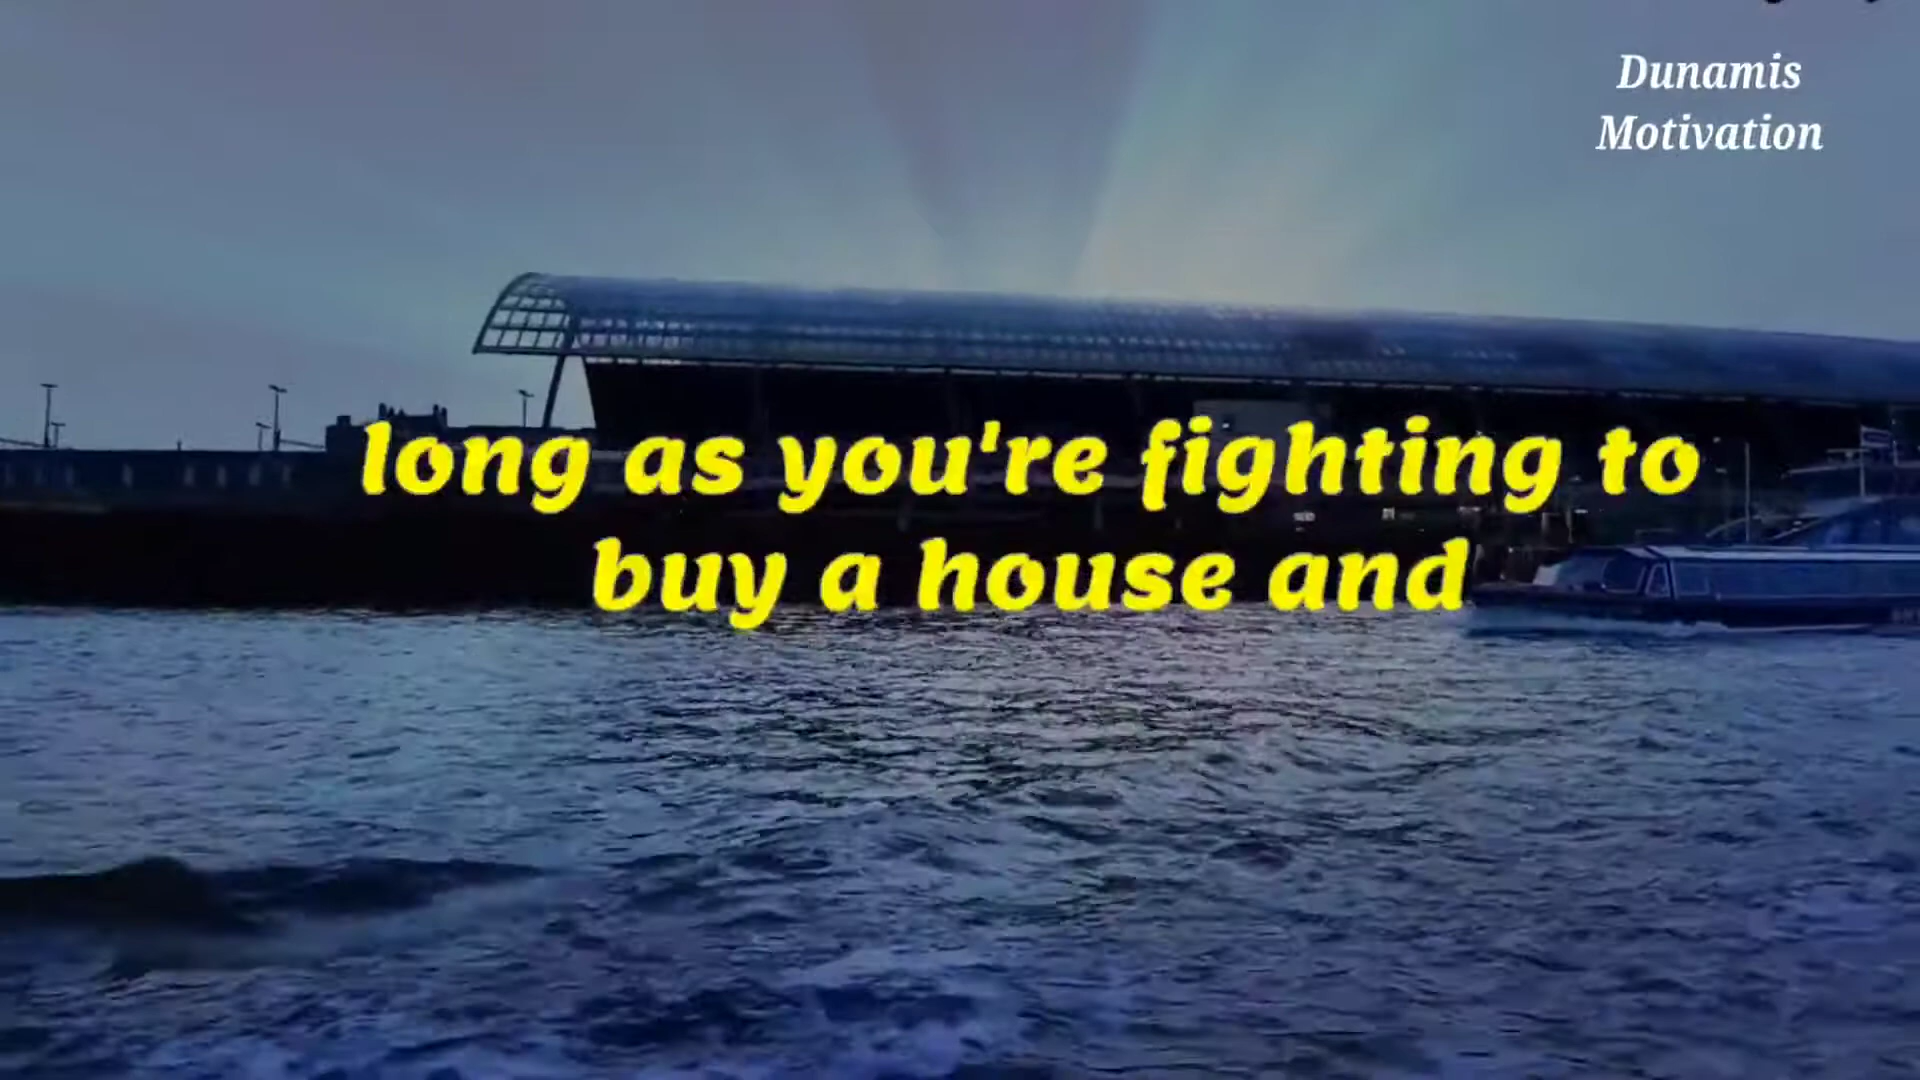 Dunamis
Motivation
long as you're fighting to
buy a house and